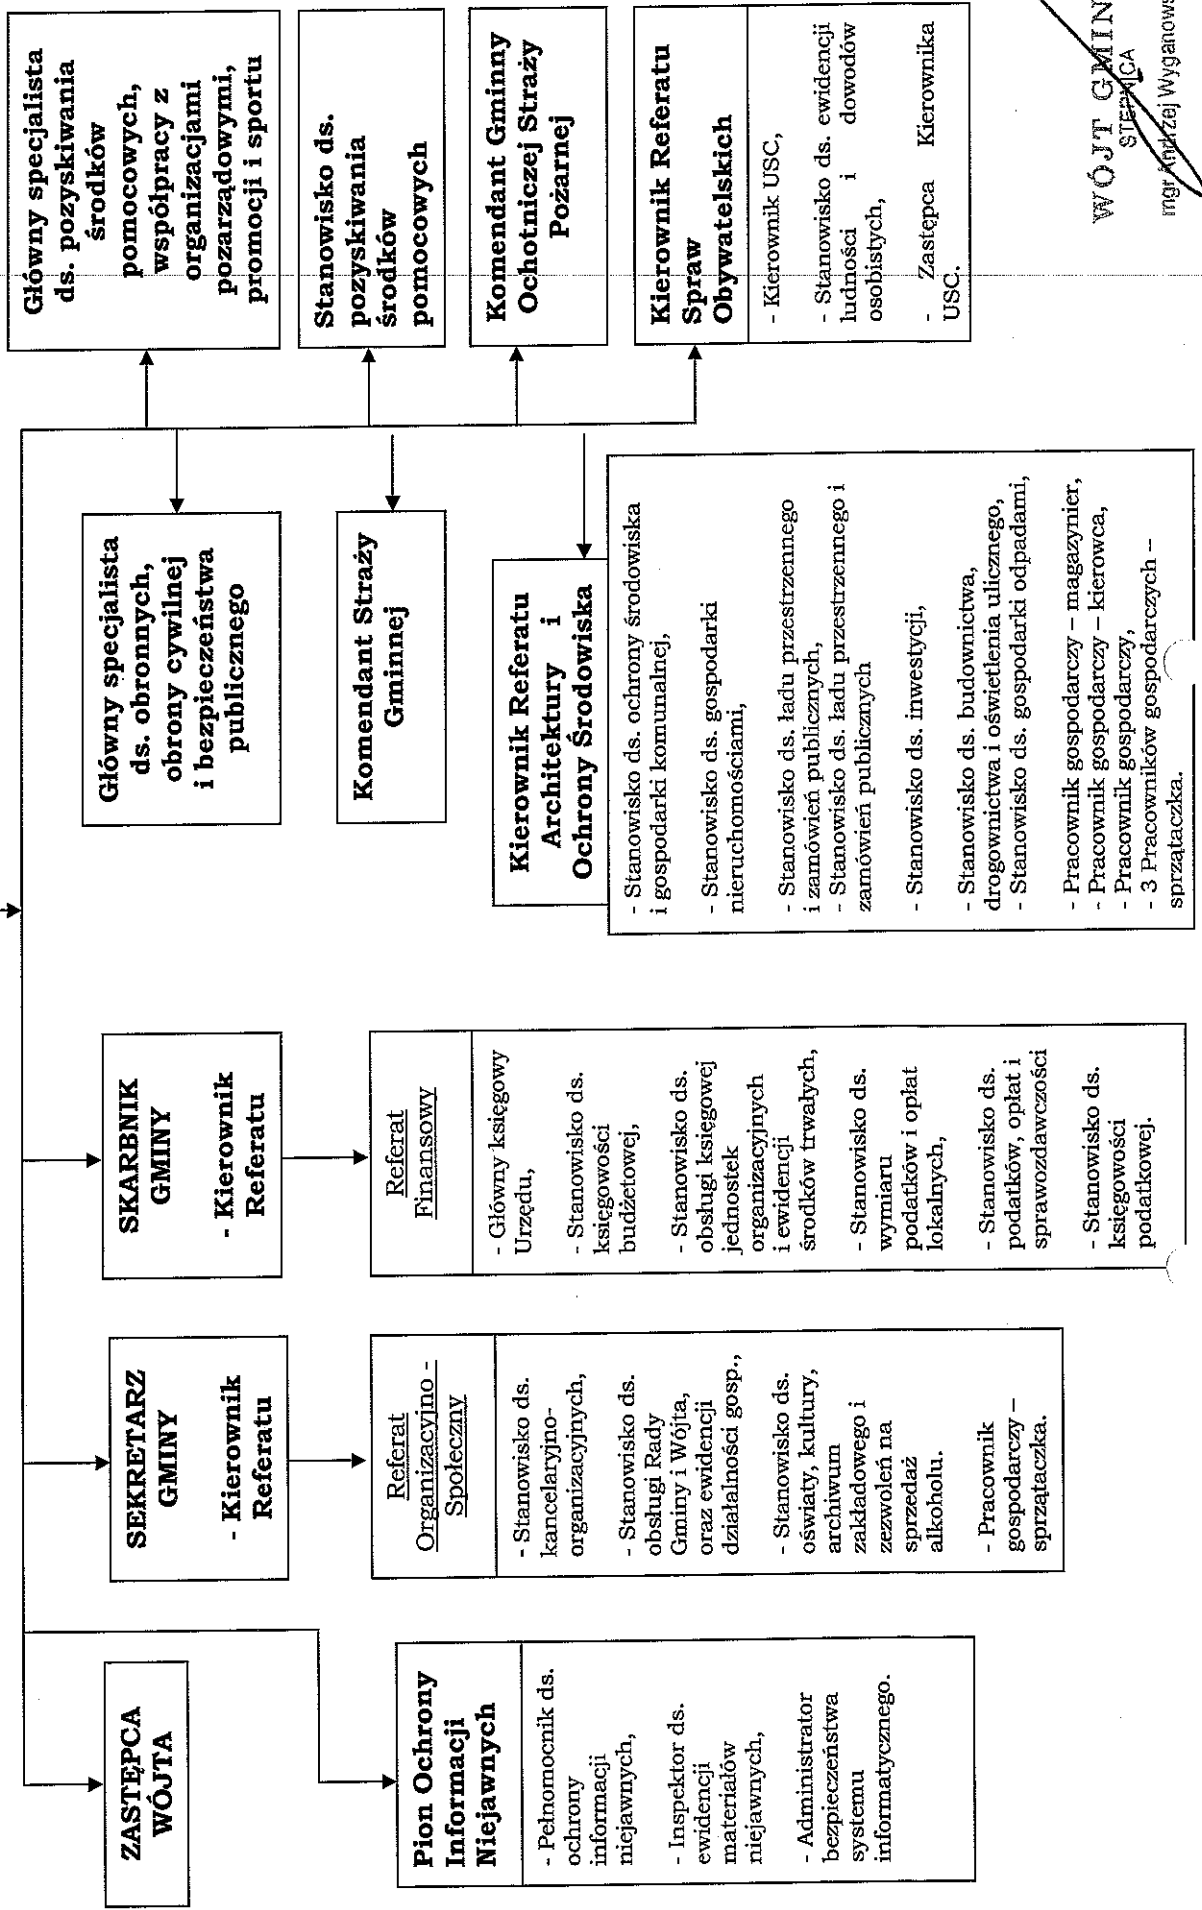 ZASTĘPCA
WÓJTA
Pion Ochrony
Informacji
Niejawnych
- Pełnomocnik ds.
ochrony
informacji
niejawnych,
- Inspektor ds.
ewidencji
materiałów
niejawnych,
- Administrator
bezpieczeństwa
systemu
informatycznego.
SEKRETARZ
GMINY
- Kierownik
Referatu
Referat
Organizacyjno -
Społeczny
- Stanowisko ds.
kancelaryjno-
organizacyjnych,
- Stanowisko ds.
obsługi Rady
Gminy i Wójta,
oraz ewidencji
działalności gosp.,
- Stanowisko ds.
oświaty, kultury,
archiwum
zakładowego i
zezwoleń na
sprzedaż
alkoholu.
- Pracownik
gospodarczy –
sprzątaczka.
SKARBNIK
GMINY
- Kierownik
Referatu
Referat
Finansowy
- Główny księgowy
Urzędu,
- Stanowisko ds.
księgowości
budżetowej,
- Stanowisko ds.
obsługi księgowej
jednostek
organizacyjnych
i ewidencji
środków trwałych,
- Stanowisko ds.
wymiaru
podatków i opłat
lokalnych,
- Stanowisko ds.
podatków, opłat i
sprawozdawczości
- Stanowisko ds.
księgowości
podatkowej.
Główny specjalista
ds. obronnych,
obrony cywilnej
i bezpieczeństwa
publicznego
Komendant Straży
Gminnej
Kierownik Referatu
Architektury i
Ochrony Środowiska
- Stanowisko ds. ochrony środowiska
i gospodarki komunalnej,
- Stanowisko ds. gospodarki
nieruchomościami,
- Stanowisko ds. ładu przestrzennego
i zamówień publicznych,
- Stanowisko ds. ładu przestrzennego i
zamówień publicznych
- Stanowisko ds. inwestycji,
- Stanowisko ds. budownictwa,
drogownictwa i oświetlenia ulicznego,
- Stanowisko ds. gospodarki odpadami,
- Pracownik gospodarczy – magazynier,
- Pracownik gospodarczy – kierowca,
- Pracownik gospodarczy,
- 3 Pracowników gospodarczych –
sprzątaczka.
Główny specjalista
ds. pozyskiwania
środków
pomocowych,
współpracy z
organizacjami
pozarządowymi,
promocji i sportu
Stanowisko ds.
pozyskiwania
środków
pomocowych
Komendant Gminny
Ochotniczej Straży
Pożarnej
Kierownik Referatu
Spraw
Obywatelskich
- Kierownik USC,
- Stanowisko ds. ewidencji
ludności i dowodów
osobistych,
- Zastępca Kierownika
USC.
WÓJT GMIN
STEPNICA
mgr Andrzej Wyganows